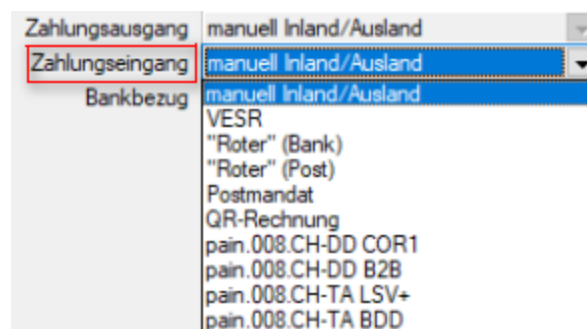 Zahlungsausgang manuell Inland/Ausland
Zahlungseingang manuell Inland/Ausland
Bankbezug manuell Inland/Ausland
VESR
"Roter" (Bank)
"Roter" (Post)
Postmandat
QR-Rechnung
pain.008.CH-DD COR1
pain.008.CH-DD B2B
pain.008.CH-TA LSV+
pain.008.CH-TA BDD